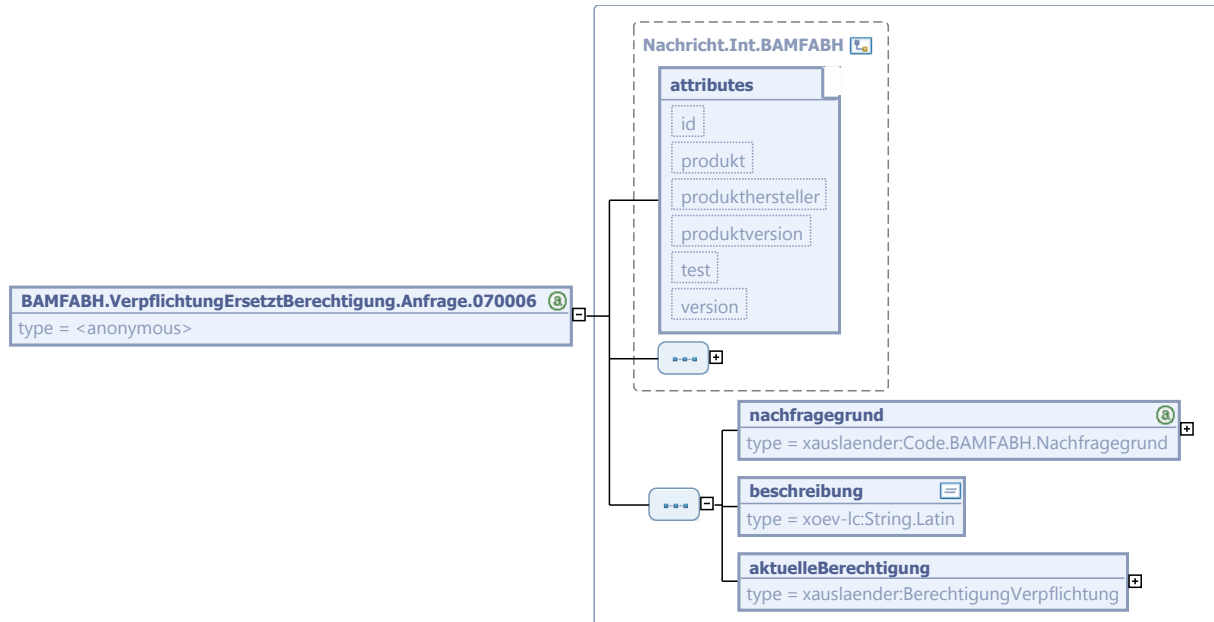 Nachricht.Int.BAMFABH
attributes
id
produkt
produkthersteller
produktversion
test
version
BAMFABH.VerpflichtungErsetztBerechtigung.Anfrage.070006 a
type = <anonymous>
nachfragegrund a
type = xauslaender:Code.BAMFABH.Nachfragegrund
beschreibung
type = xoev-lc:String.Latin
aktuelleBerechtigung
type = xauslaender:BerechtigungVerpflichtung